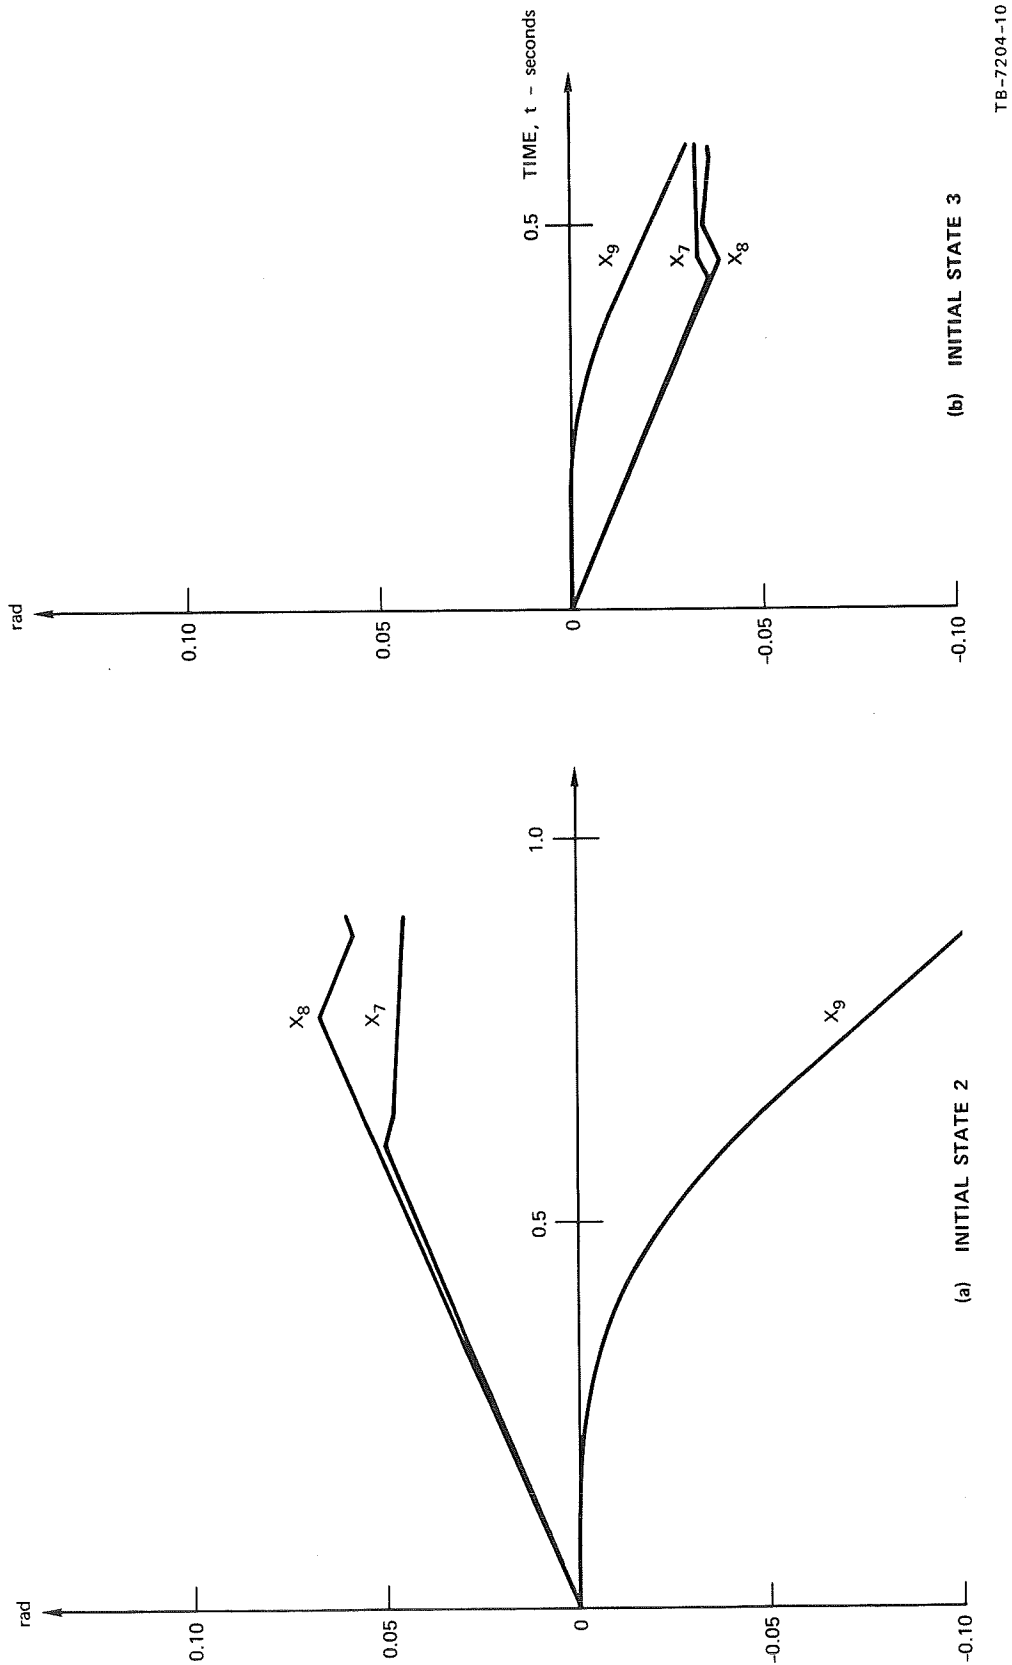 rad
0.10
0.05
0
-0.05
-0.10
0.5
1.0
X8
X7
X9
(a) INITIAL STATE 2
rad
0.10
0.05
0
-0.05
-0.10
0.5
TIME, t – seconds
X9
X7
X8
(b) INITIAL STATE 3
TB-7204-10